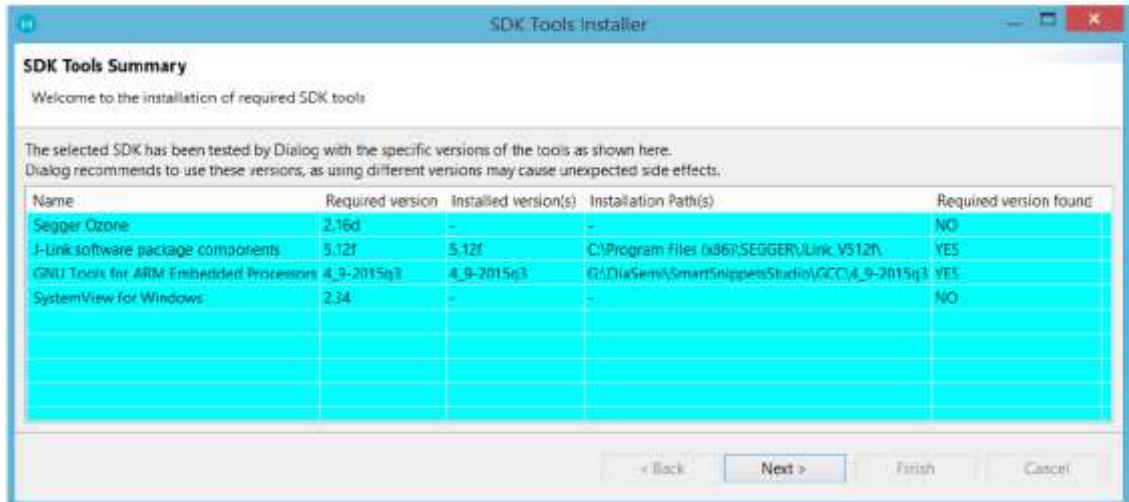 SDK Tools Installer
SDK Tools Summary
Welcome to the installation of required SDK tools
The selected SDK has been tested by Dialog with the specific versions of the tools as shown here.
Dialog recommends to use these versions, as using different versions may cause unexpected side effects.
Name Required version Installed version(s) Installation Path(s) Required version found
Segger Ozone 2.16d - - NO
J-Link software package components 5.12f 5.12f C:\Program Files (x86)\SEGGER\JLink_V512f\ YES
GNU Tools for ARM Embedded Processors 4_9-2015q3 4_9-2015q3 G:\DiaSemi\SmartSnippetsStudio\GCC\4_9-2015q3 YES
SystemView for Windows 2.34 - - NO
< Back Next > Finish Cancel